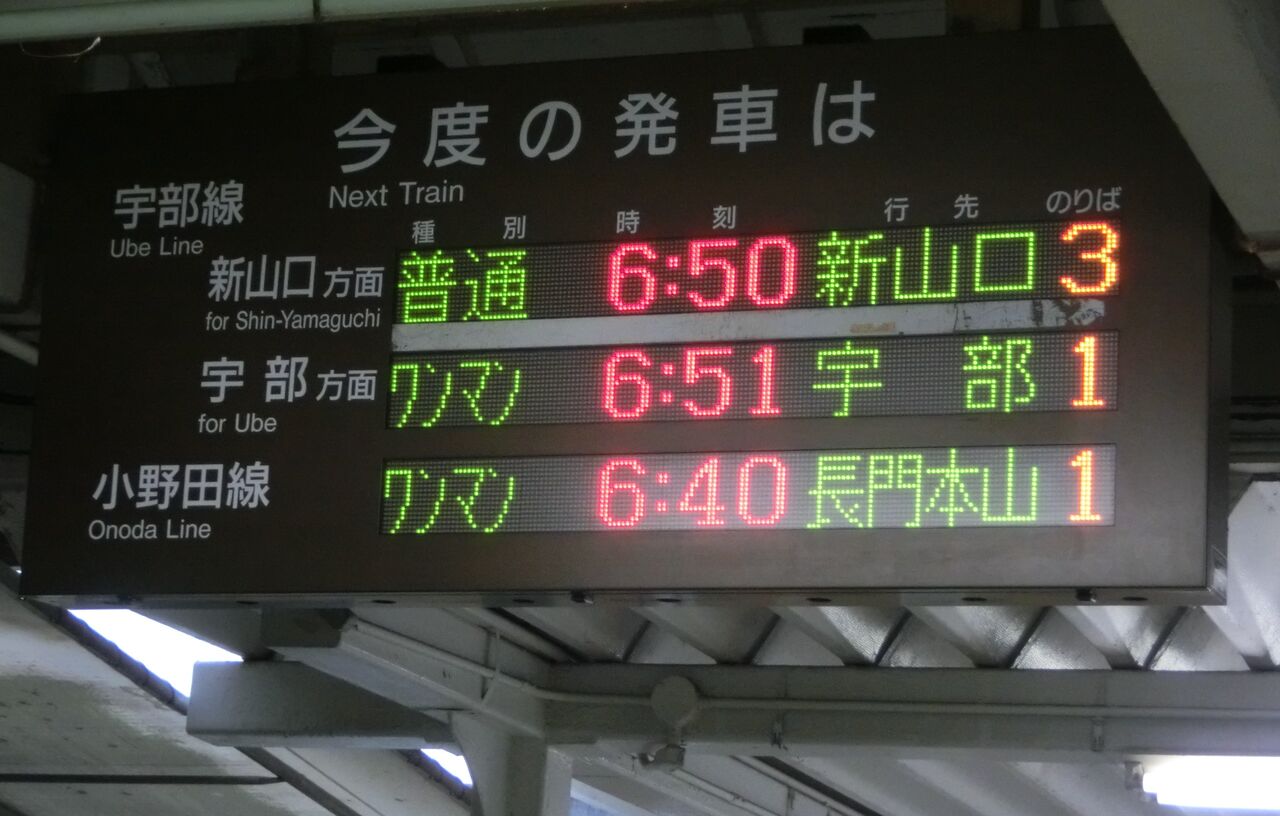 今度の発車は
Next Train
宇部線
Ube Line
種別 時刻 行先 のりば
新山口方面 普通 6:50 新山口 3
for Shin-Yamaguchi
宇部方面 ワンマン 6:51 宇部 1
for Ube
小野田線 ワンマン 6:40 長門本山 1
Onoda Line